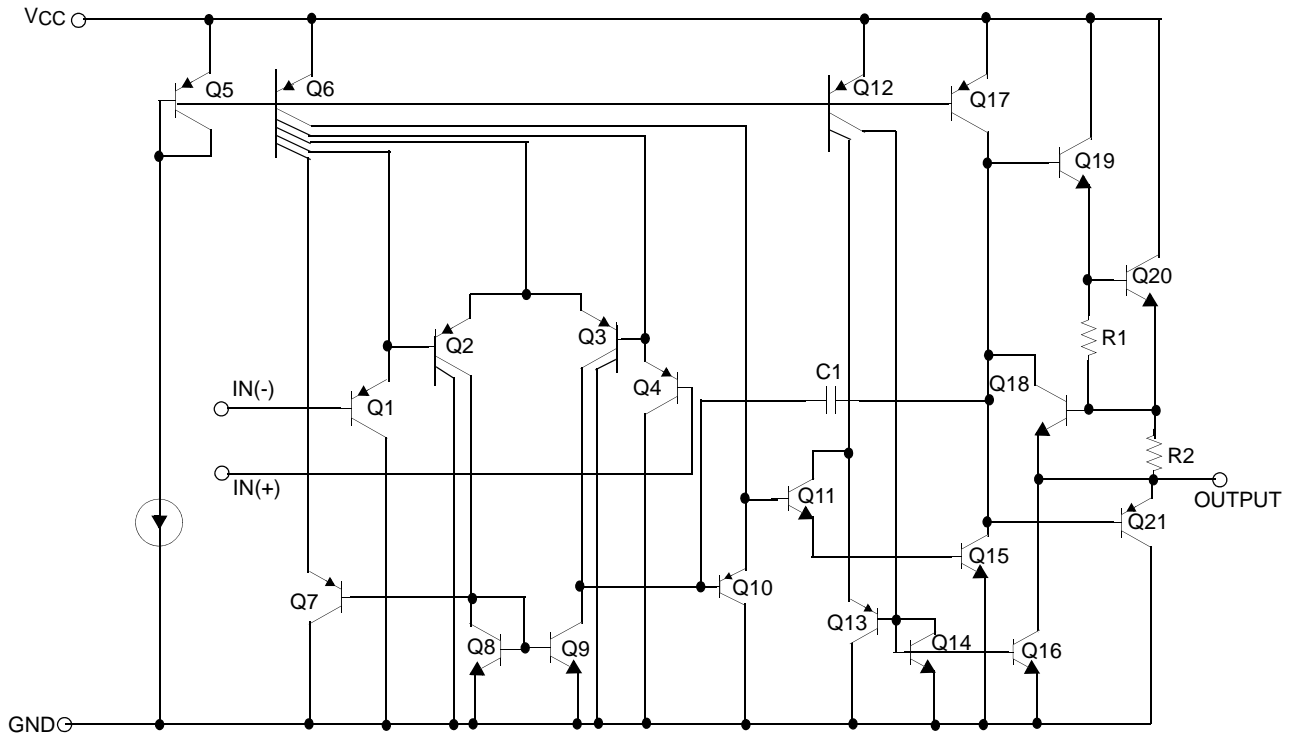 VCC
Q5
Q6
Q12
Q17
Q19
Q20
Q2
Q3
R1
C1
Q18
IN(-)
Q1
Q4
R2
IN(+)
Q11
OUTPUT
Q21
Q15
Q7
Q10
Q8
Q9
Q13
Q14
Q16
GND